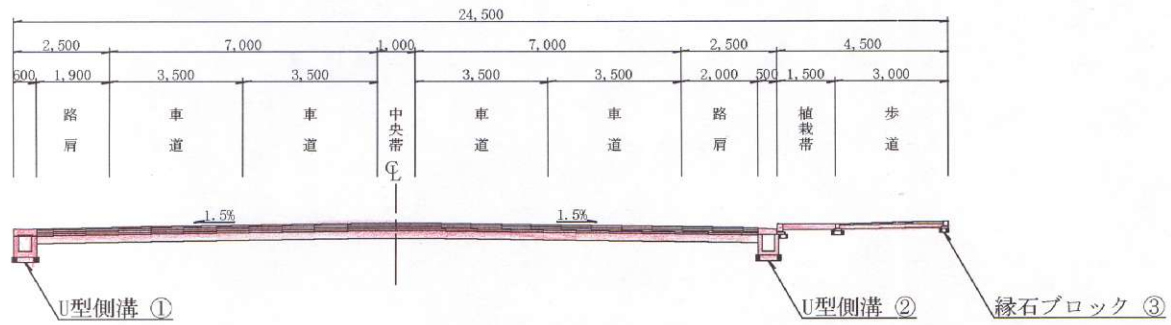 24,500
2,500 7,000 1,000 7,000 2,500 4,500
600 1,900 3,500 3,500 3,500 3,500 2,000 500 1,500 3,000
路肩 車道 車道 中央帯 車道 車道 路肩 植栽帯 歩道
℄
1.5% 1.5%
U型側溝 ① U型側溝 ② 縁石ブロック ③